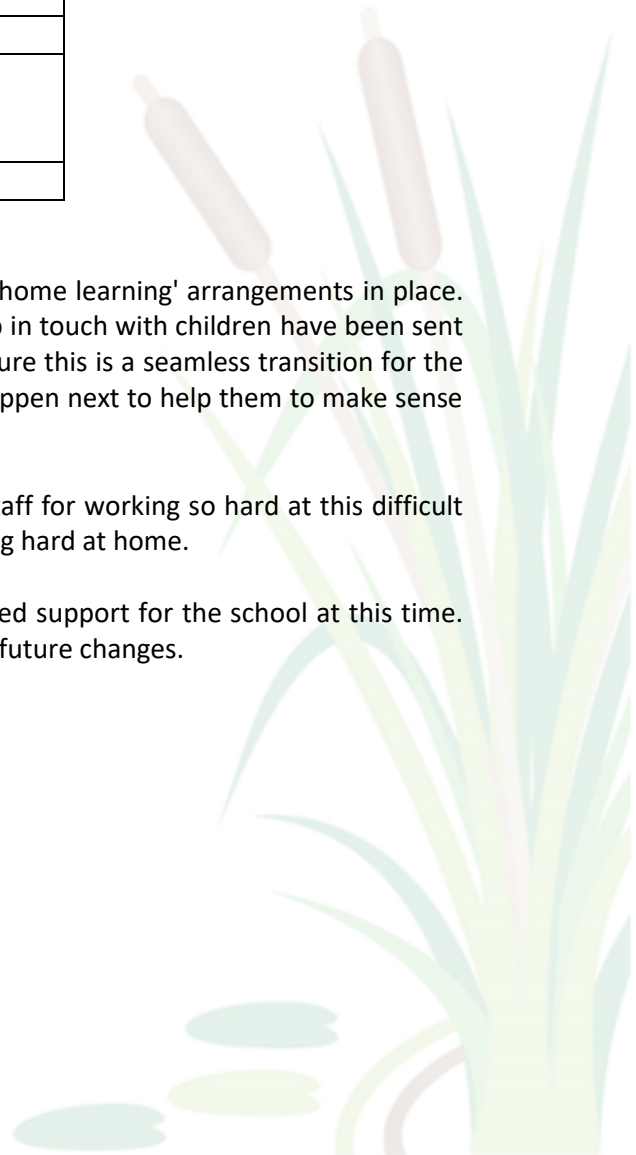 home learning' arrangements in place.
in touch with children have been sent
ure this is a seamless transition for the
ppen next to help them to make sense
aff for working so hard at this difficult
g hard at home.
ed support for the school at this time.
future changes.